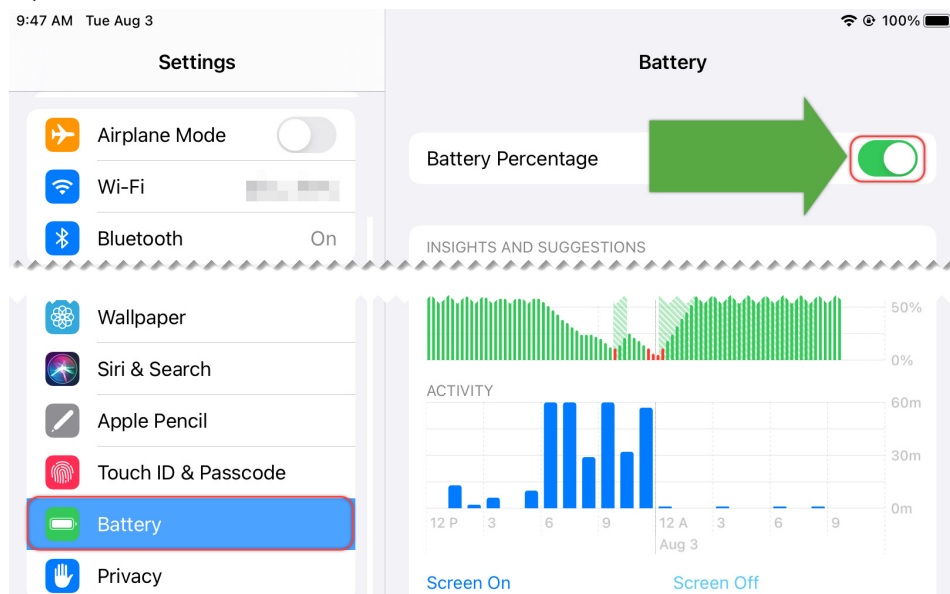 9:47 AM Tue Aug 3
100%
Settings
Airplane Mode
Wi-Fi
Bluetooth On
Wallpaper
Siri & Search
Apple Pencil
Touch ID & Passcode
Battery
Privacy
Battery
Battery Percentage
INSIGHTS AND SUGGESTIONS
50%
0%
ACTIVITY
60m
30m
0m
12 P 3 6 9 12 A 3 6 9
Aug 3
Screen On Screen Off